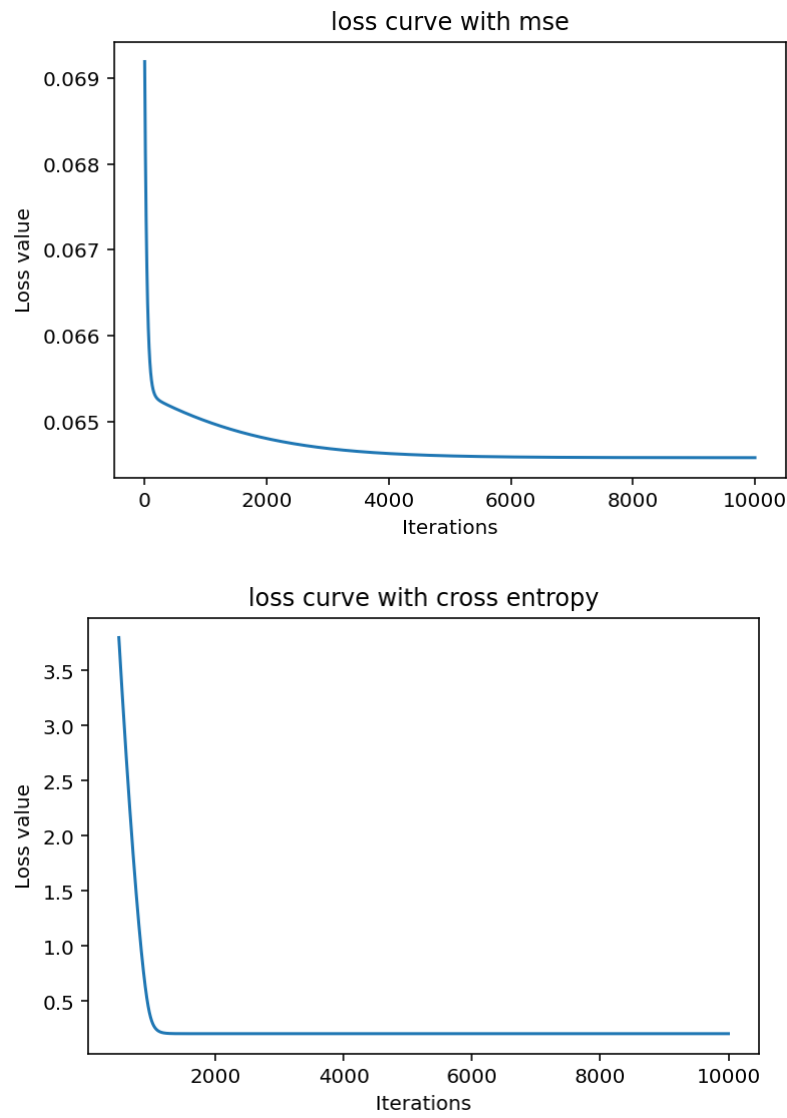 loss curve with mse
0.069
0.068
0.067
0.066
0.065
Loss value
0 2000 4000 6000 8000 10000
Iterations
loss curve with cross entropy
3.5
3.0
2.5
2.0
1.5
1.0
0.5
Loss value
2000 4000 6000 8000 10000
Iterations